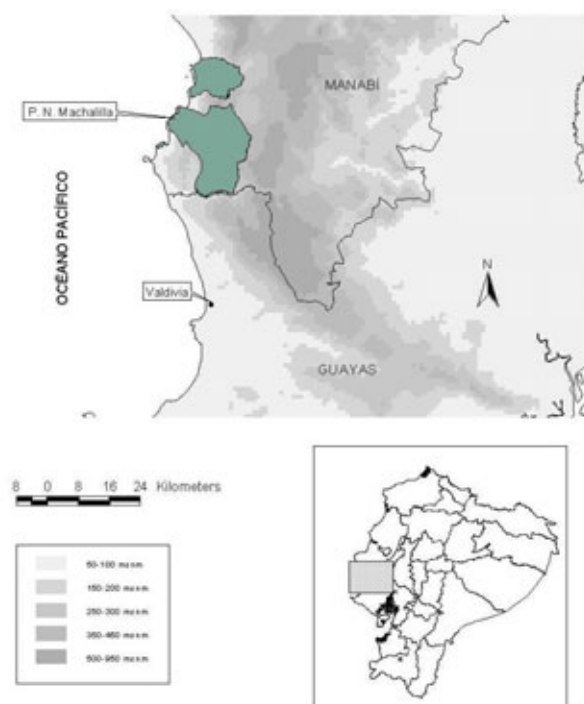 MANABÍ
P. N. Machalilla
OCÉANO PACÍFICO
N
Valdivia
GUAYAS
8 0 8 16 24 Kilometers
50-100 m s n m
150-200 m s n m
250-300 m s n m
350-450 m s n m
500-950 m s n m